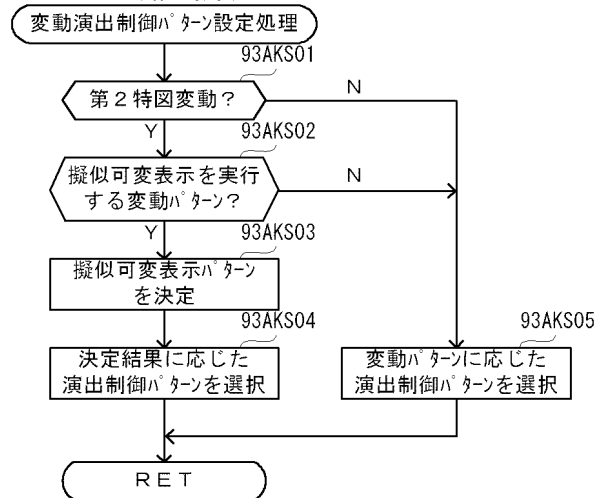 変動演出制御パターン設定処理
93AKS01
第２特図変動？
N
Y
93AKS02
擬似可変表示を実行
する変動パターン？
N
Y
93AKS03
擬似可変表示パターン
を決定
93AKS04
決定結果に応じた
演出制御パターンを選択
93AKS05
変動パターンに応じた
演出制御パターンを選択
ＲＥＴ